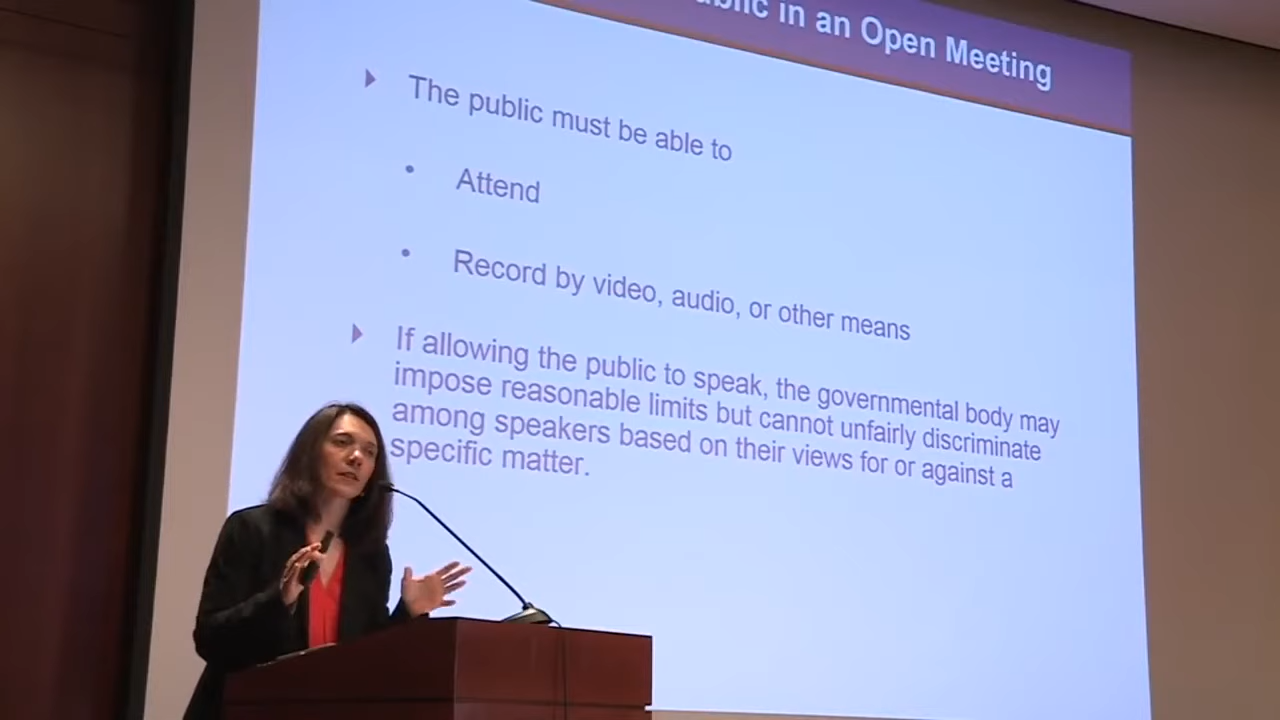 in an Open Meeting
The public must be able to
Attend
Record by video, audio, or other means
If allowing the public to speak, the governmental body may
impose reasonable limits but cannot unfairly discriminate
among speakers based on their views for or against a
specific matter.